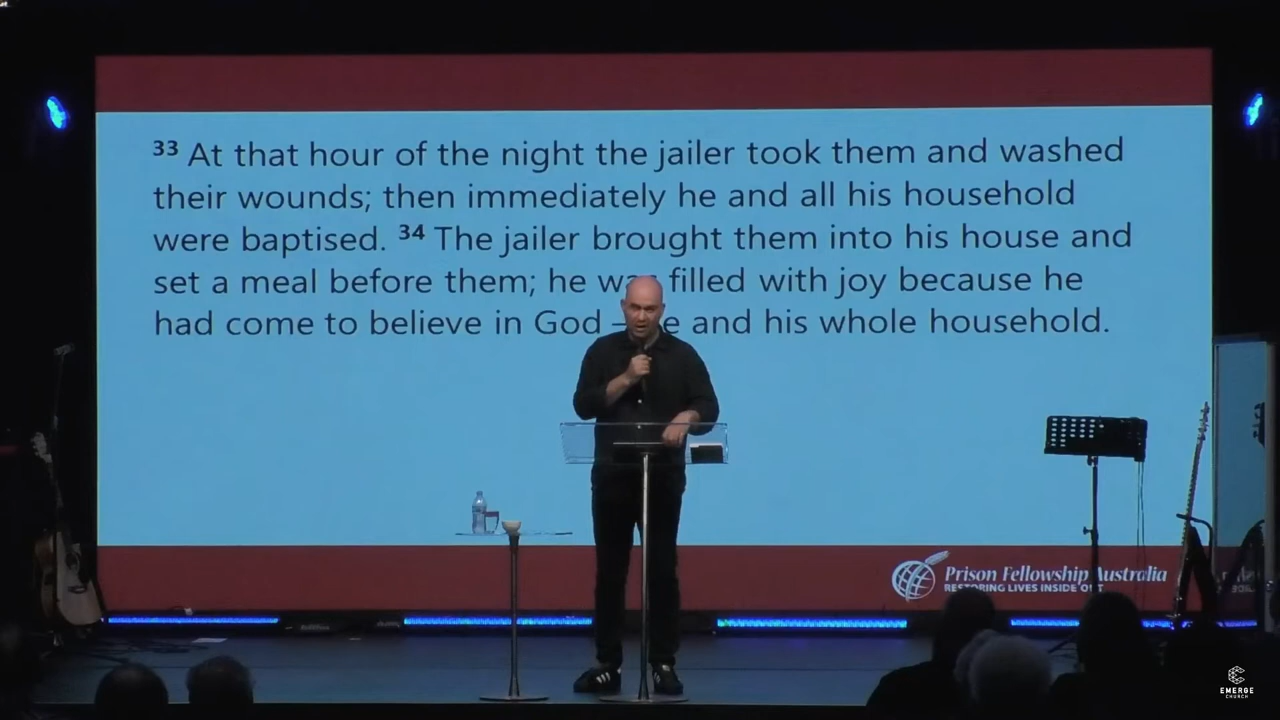 33 At that hour of the night the jailer took them and washed
their wounds; then immediately he and all his household
were baptised. 34 The jailer brought them into his house and
set a meal before them; he was filled with joy because he
had come to believe in God – he and his whole household.
Prison Fellowship Australia
RESTORING LIVES INSIDE OUT
EMERGE
CHURCH